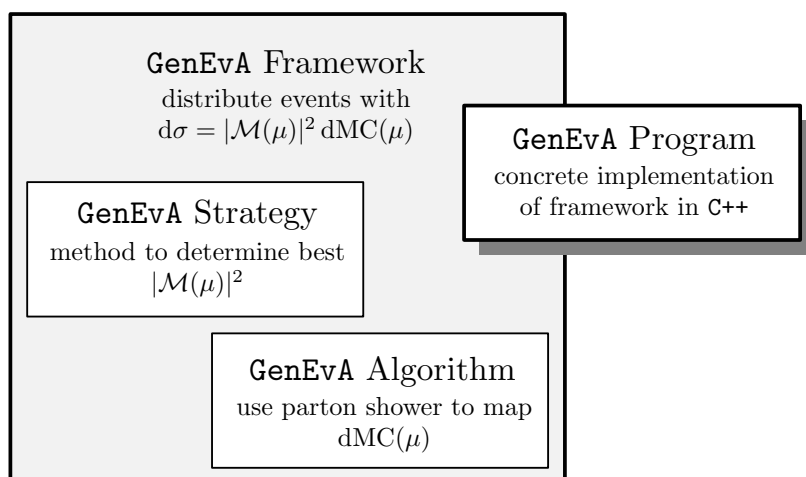 GenEvA Framework
distribute events with
dσ = |ℳ(μ)|² dMC(μ)
GenEvA Program
concrete implementation
of framework in C++
GenEvA Strategy
method to determine best
|ℳ(μ)|²
GenEvA Algorithm
use parton shower to map
dMC(μ)